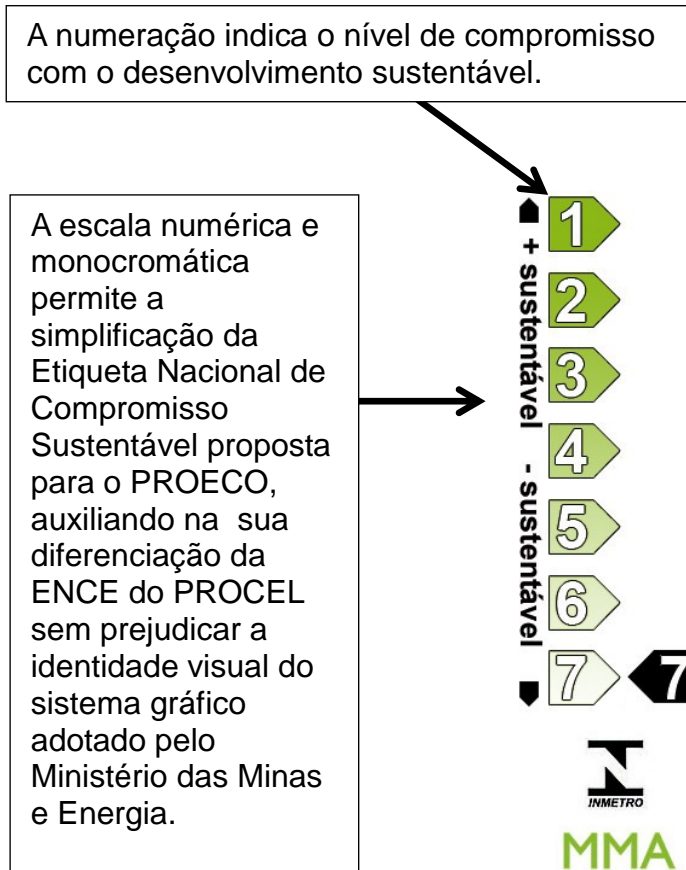 A numeração indica o nível de compromisso
com o desenvolvimento sustentável.
A escala numérica e
monocromática
permite a
simplificação da
Etiqueta Nacional de
Compromisso
Sustentável proposta
para o PROECO,
auxiliando na sua
diferenciação da
ENCE do PROCEL
sem prejudicar a
identidade visual do
sistema gráfico
adotado pelo
Ministério das Minas
e Energia.
+ sustentável
- sustentável
1
2
3
4
5
6
7
7
INMETRO
MMA